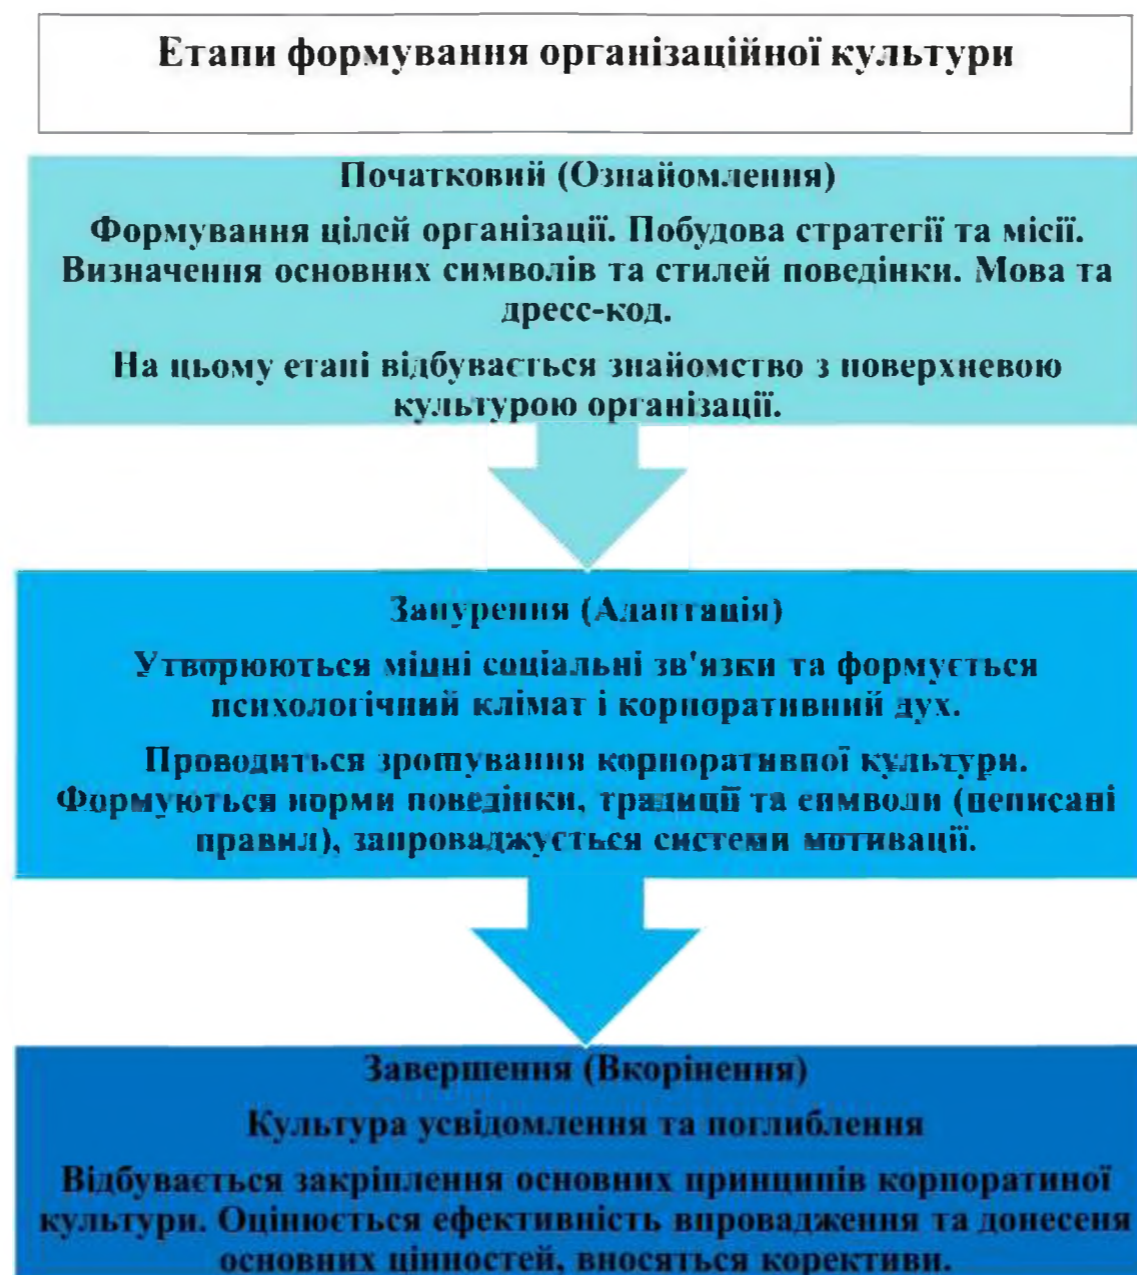 Етапи формування організаційної культури
Початковий (Ознайомлення)
Формування цілей організації. Побудова стратегії та місії.
Визначення основних символів та стилей поведінки. Мова та
дресс-код.
На цьому етапі відбувається знайомство з поверхневою
культурою організації.
Занурення (Адаптація)
Утворюються міцні соціальні зв'язки та формується
психологічний клімат і корпоративний дух.
Проводиться зрощування корпоративної культури.
Формуються норми поведінки, традиції та символи (неписані
правил), запроваджується системи мотивації.
Завершення (Вкорінення)
Культура усвідомлення та поглиблення
Відбувається закріплення основних принципів корпоратиної
культури. Оцінюється ефективність впровадження та донесеня
основних цінностей, вносяться корективи.